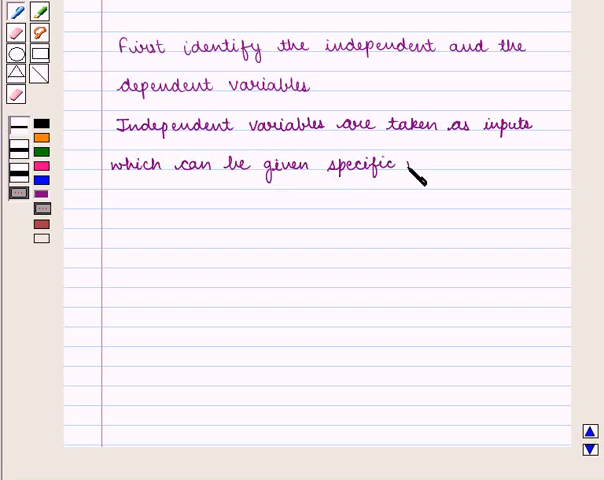 First identify the independent and the
dependent variables
Independent variables are taken as inputs
which can be given specific